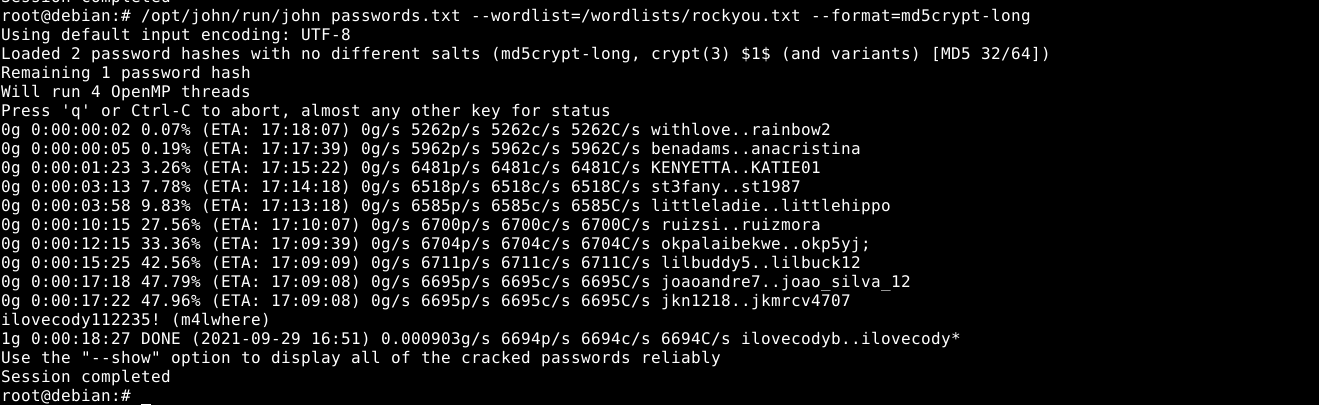 Session completed
root@debian:# /opt/john/run/john passwords.txt --wordlist=/wordlists/rockyou.txt --format=md5crypt-long
Using default input encoding: UTF-8
Loaded 2 password hashes with no different salts (md5crypt-long, crypt(3) $1$ (and variants) [MD5 32/64])
Remaining 1 password hash
Will run 4 OpenMP threads
Press 'q' or Ctrl-C to abort, almost any other key for status
0g 0:00:00:02 0.07% (ETA: 17:18:07) 0g/s 5262p/s 5262c/s 5262C/s withlove..rainbow2
0g 0:00:00:05 0.19% (ETA: 17:17:39) 0g/s 5962p/s 5962c/s 5962C/s benadams..anacristina
0g 0:00:01:23 3.26% (ETA: 17:15:22) 0g/s 6481p/s 6481c/s 6481C/s KENYETTA..KATIE01
0g 0:00:03:13 7.78% (ETA: 17:14:18) 0g/s 6518p/s 6518c/s 6518C/s st3fany..st1987
0g 0:00:03:58 9.83% (ETA: 17:13:18) 0g/s 6585p/s 6585c/s 6585C/s littleladie..littlehippo
0g 0:00:10:15 27.56% (ETA: 17:10:07) 0g/s 6700p/s 6700c/s 6700C/s ruizsi..ruizmora
0g 0:00:12:15 33.36% (ETA: 17:09:39) 0g/s 6704p/s 6704c/s 6704C/s okpalaibekwe..okp5yj;
0g 0:00:15:25 42.56% (ETA: 17:09:09) 0g/s 6711p/s 6711c/s 6711C/s lilbuddy5..lilbuck12
0g 0:00:17:18 47.79% (ETA: 17:09:08) 0g/s 6695p/s 6695c/s 6695C/s joaoandre7..joao_silva_12
0g 0:00:17:22 47.96% (ETA: 17:09:08) 0g/s 6695p/s 6695c/s 6695C/s jkn1218..jkmrcv4707
ilovecody112235! (m4lwhere)
1g 0:00:18:27 DONE (2021-09-29 16:51) 0.000903g/s 6694p/s 6694c/s 6694C/s ilovecodyb..ilovecody*
Use the "--show" option to display all of the cracked passwords reliably
Session completed
root@debian:#